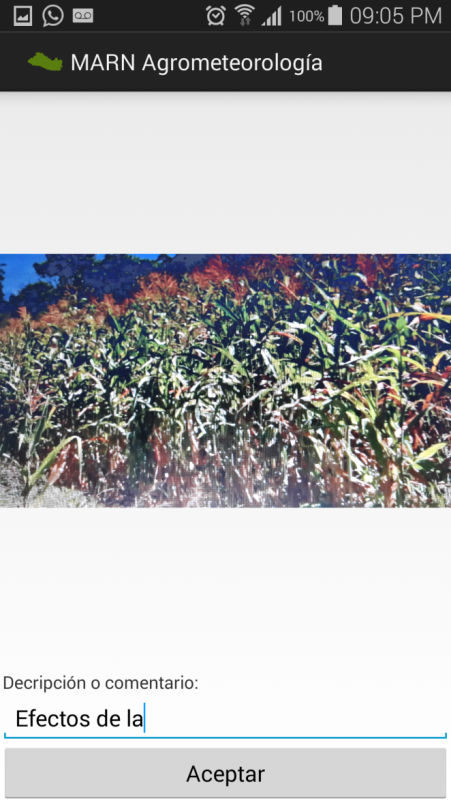 100% 09:05 PM
MARN Agrometeorología
Decripción o comentario:
Efectos de la
Aceptar